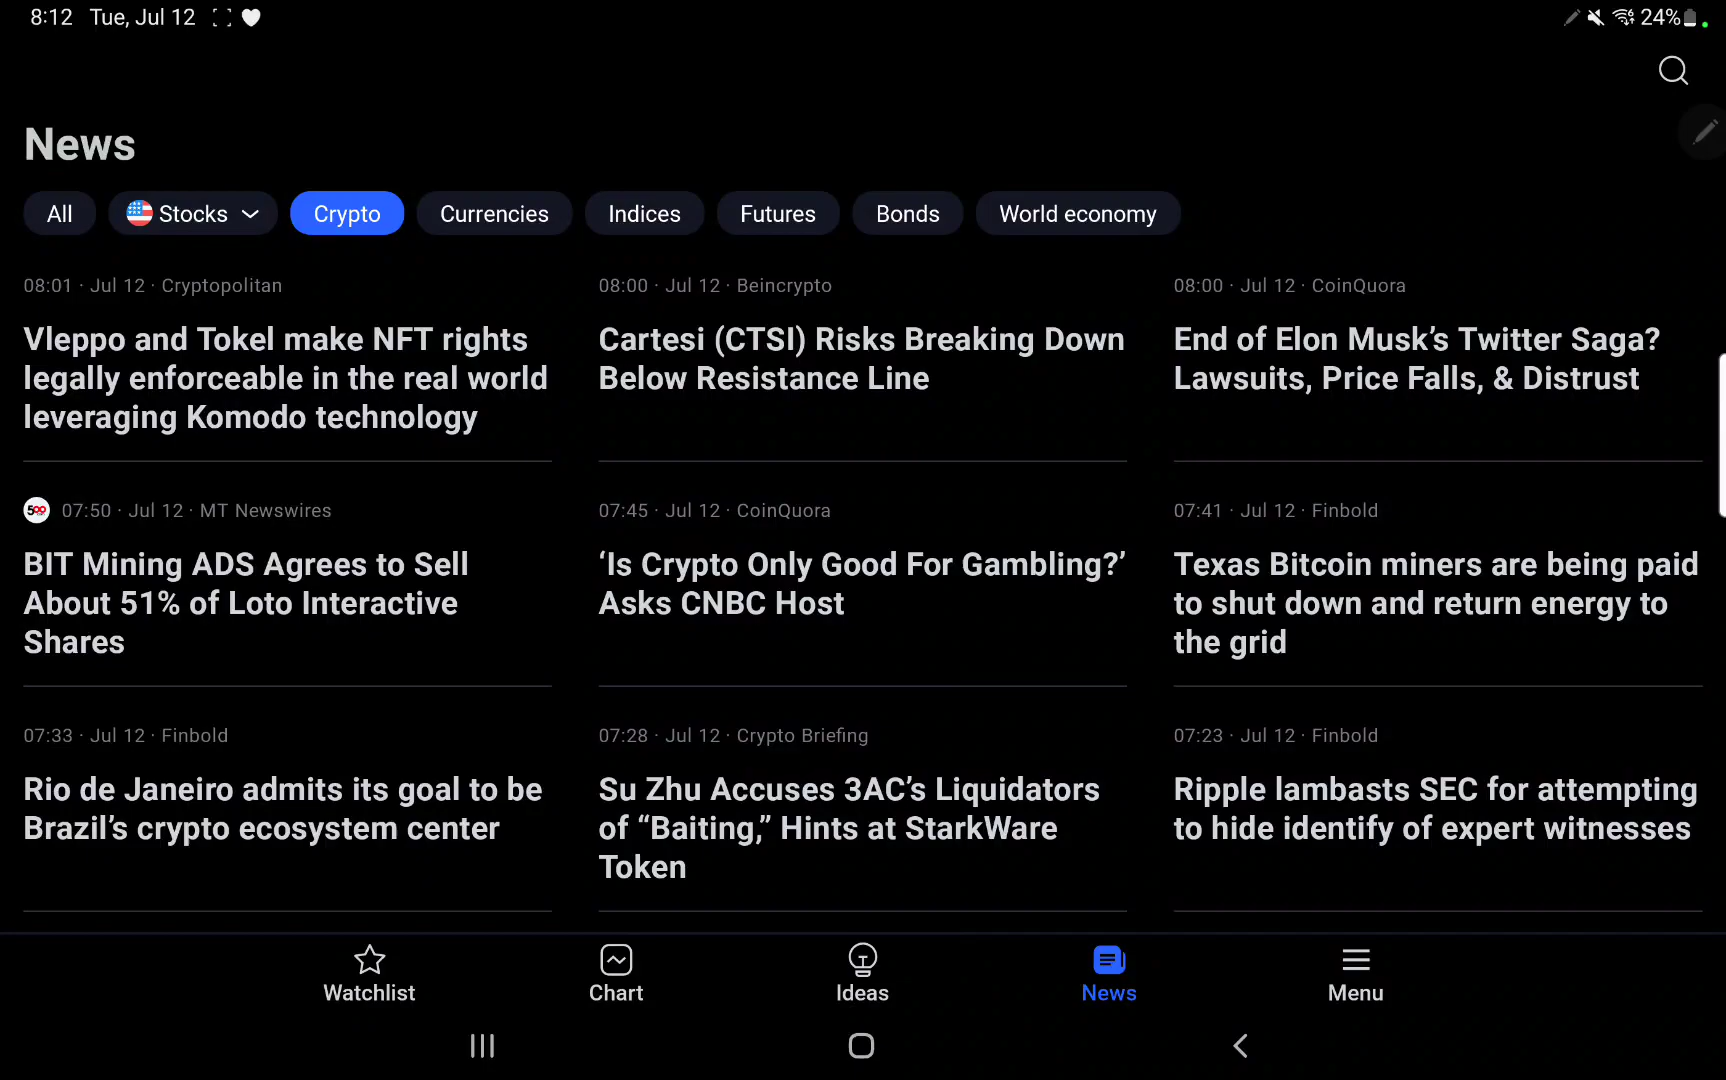 8:12 Tue, Jul 12 24%
News
All Stocks Crypto Currencies Indices Futures Bonds World economy
08:01 · Jul 12 · Cryptopolitan
Vleppo and Tokel make NFT rights
legally enforceable in the real world
leveraging Komodo technology
08:00 · Jul 12 · Beincrypto
Cartesi (CTSI) Risks Breaking Down
Below Resistance Line
08:00 · Jul 12 · CoinQuora
End of Elon Musk’s Twitter Saga?
Lawsuits, Price Falls, & Distrust
500 07:50 · Jul 12 · MT Newswires
BIT Mining ADS Agrees to Sell
About 51% of Loto Interactive
Shares
07:45 · Jul 12 · CoinQuora
‘Is Crypto Only Good For Gambling?’
Asks CNBC Host
07:41 · Jul 12 · Finbold
Texas Bitcoin miners are being paid
to shut down and return energy to
the grid
07:33 · Jul 12 · Finbold
Rio de Janeiro admits its goal to be
Brazil’s crypto ecosystem center
07:28 · Jul 12 · Crypto Briefing
Su Zhu Accuses 3AC’s Liquidators
of “Baiting,” Hints at StarkWare
Token
07:23 · Jul 12 · Finbold
Ripple lambasts SEC for attempting
to hide identify of expert witnesses
Watchlist Chart Ideas News Menu